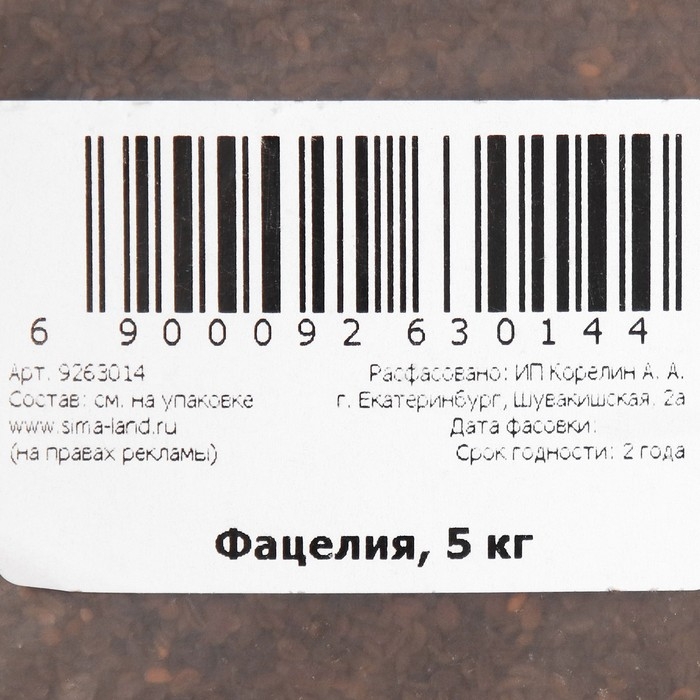 6 900092 630144
Арт. 9263014
Состав: см. на упаковке
www.sima-land.ru
(на правах рекламы)
Расфасовано: ИП Корелин А. А.
г. Екатеринбург, Шувакишская, 2а
Дата фасовки:
Срок годности: 2 года
Фацелия, 5 кг